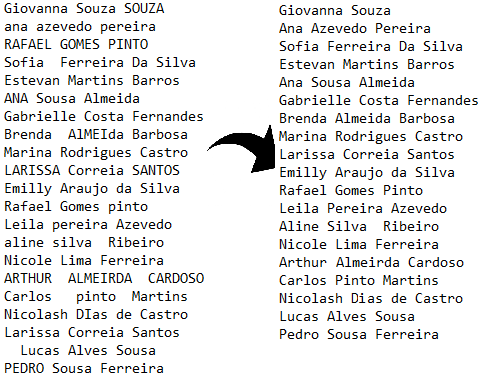 Giovanna Souza SOUZA
ana azevedo pereira
RAFAEL GOMES PINTO
Sofia  Ferreira Da Silva
Estevan Martins Barros
ANA Sousa Almeida
Gabrielle Costa Fernandes
Brenda  AlMEIda Barbosa
Marina Rodrigues Castro
LARISSA Correia SANTOS
Emilly Araujo da Silva
Rafael Gomes pinto
Leila pereira Azevedo
aline silva  Ribeiro
Nicole Lima Ferreira
ARTHUR  ALMEIRDA  CARDOSO
Carlos   pinto  Martins
Nicolash DIas de Castro
Larissa Correia Santos
  Lucas Alves Sousa
PEDRO Sousa Ferreira
Giovanna Souza
Ana Azevedo Pereira
Sofia Ferreira Da Silva
Estevan Martins Barros
Ana Sousa Almeida
Gabrielle Costa Fernandes
Brenda Almeida Barbosa
Marina Rodrigues Castro
Larissa Correia Santos
Emilly Araujo da Silva
Rafael Gomes Pinto
Leila Pereira Azevedo
Aline Silva  Ribeiro
Nicole Lima Ferreira
Arthur Almeirda Cardoso
Carlos Pinto Martins
Nicolash DIas de Castro
Lucas Alves Sousa
Pedro Sousa Ferreira